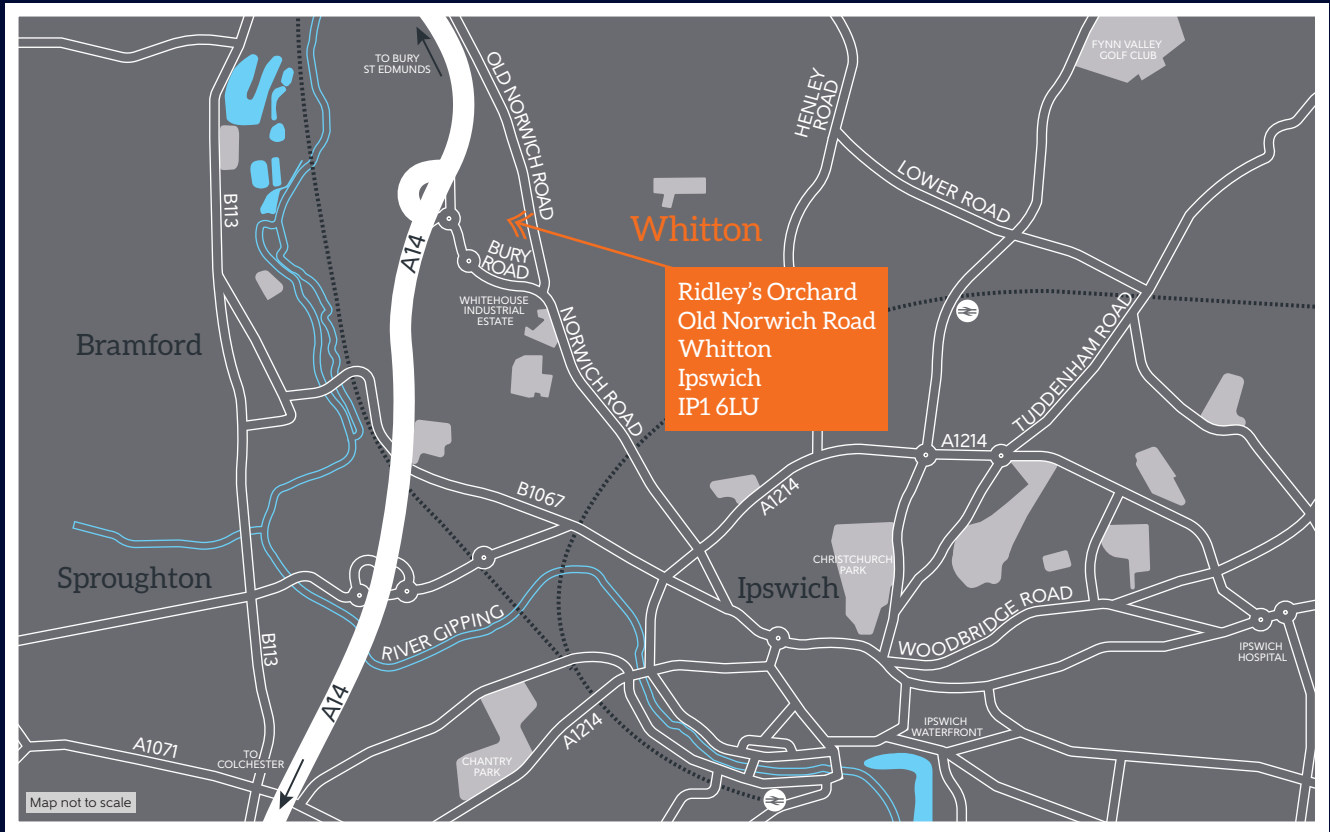 TO BURY
ST EDMUNDS
OLD NORWICH ROAD
HENLEY
ROAD
FYNN VALLEY
GOLF CLUB
LOWER ROAD
B113
A14
BURY
ROAD
Whitton
WHITEHOUSE
INDUSTRIAL
ESTATE
Ridley’s Orchard
Old Norwich Road
Whitton
Ipswich
IP1 6LU
Bramford
NORWICH ROAD
TUDDENHAM ROAD
A1214
B1067
A1214
Sproughton
CHRISTCHURCH
PARK
Ipswich
RIVER GIPPING
WOODBRIDGE ROAD
B113
IPSWICH
HOSPITAL
A14
A1214
IPSWICH
WATERFRONT
A1071
TO
COLCHESTER
CHANTRY
PARK
Map not to scale